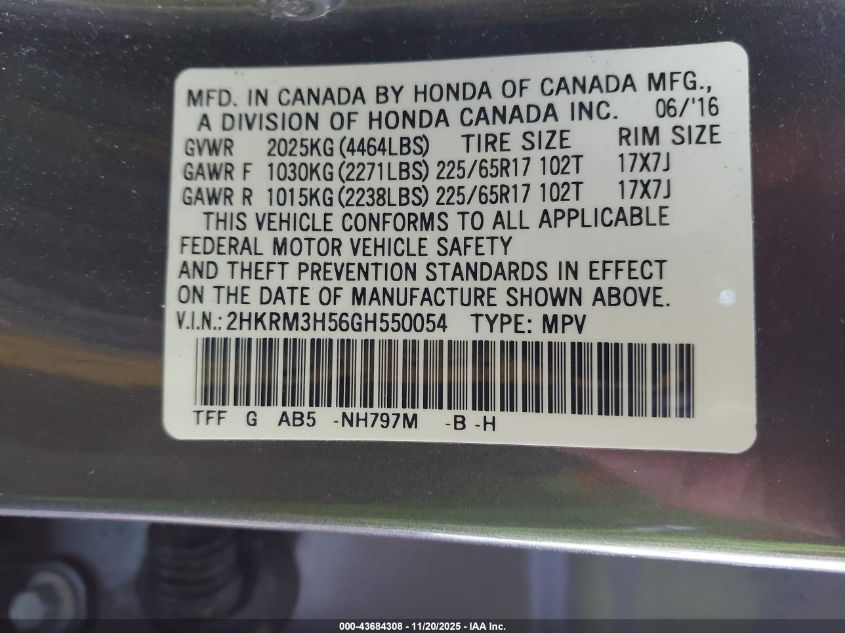 MFD. IN CANADA BY HONDA OF CANADA MFG.,
A DIVISION OF HONDA CANADA INC. 06/'16
GVWR 2025KG (4464LBS) TIRE SIZE RIM SIZE
GAWR F 1030KG (2271LBS) 225/65R17 102T 17X7J
GAWR R 1015KG (2238LBS) 225/65R17 102T 17X7J
THIS VEHICLE CONFORMS TO ALL APPLICABLE
FEDERAL MOTOR VEHICLE SAFETY
AND THEFT PREVENTION STANDARDS IN EFFECT
ON THE DATE OF MANUFACTURE SHOWN ABOVE.
V.I.N.: 2HKRM3H56GH550054 TYPE: MPV
TFF G AB5 -NH797M -B -H
000-43684308 - 11/20/2025 - IAA Inc.